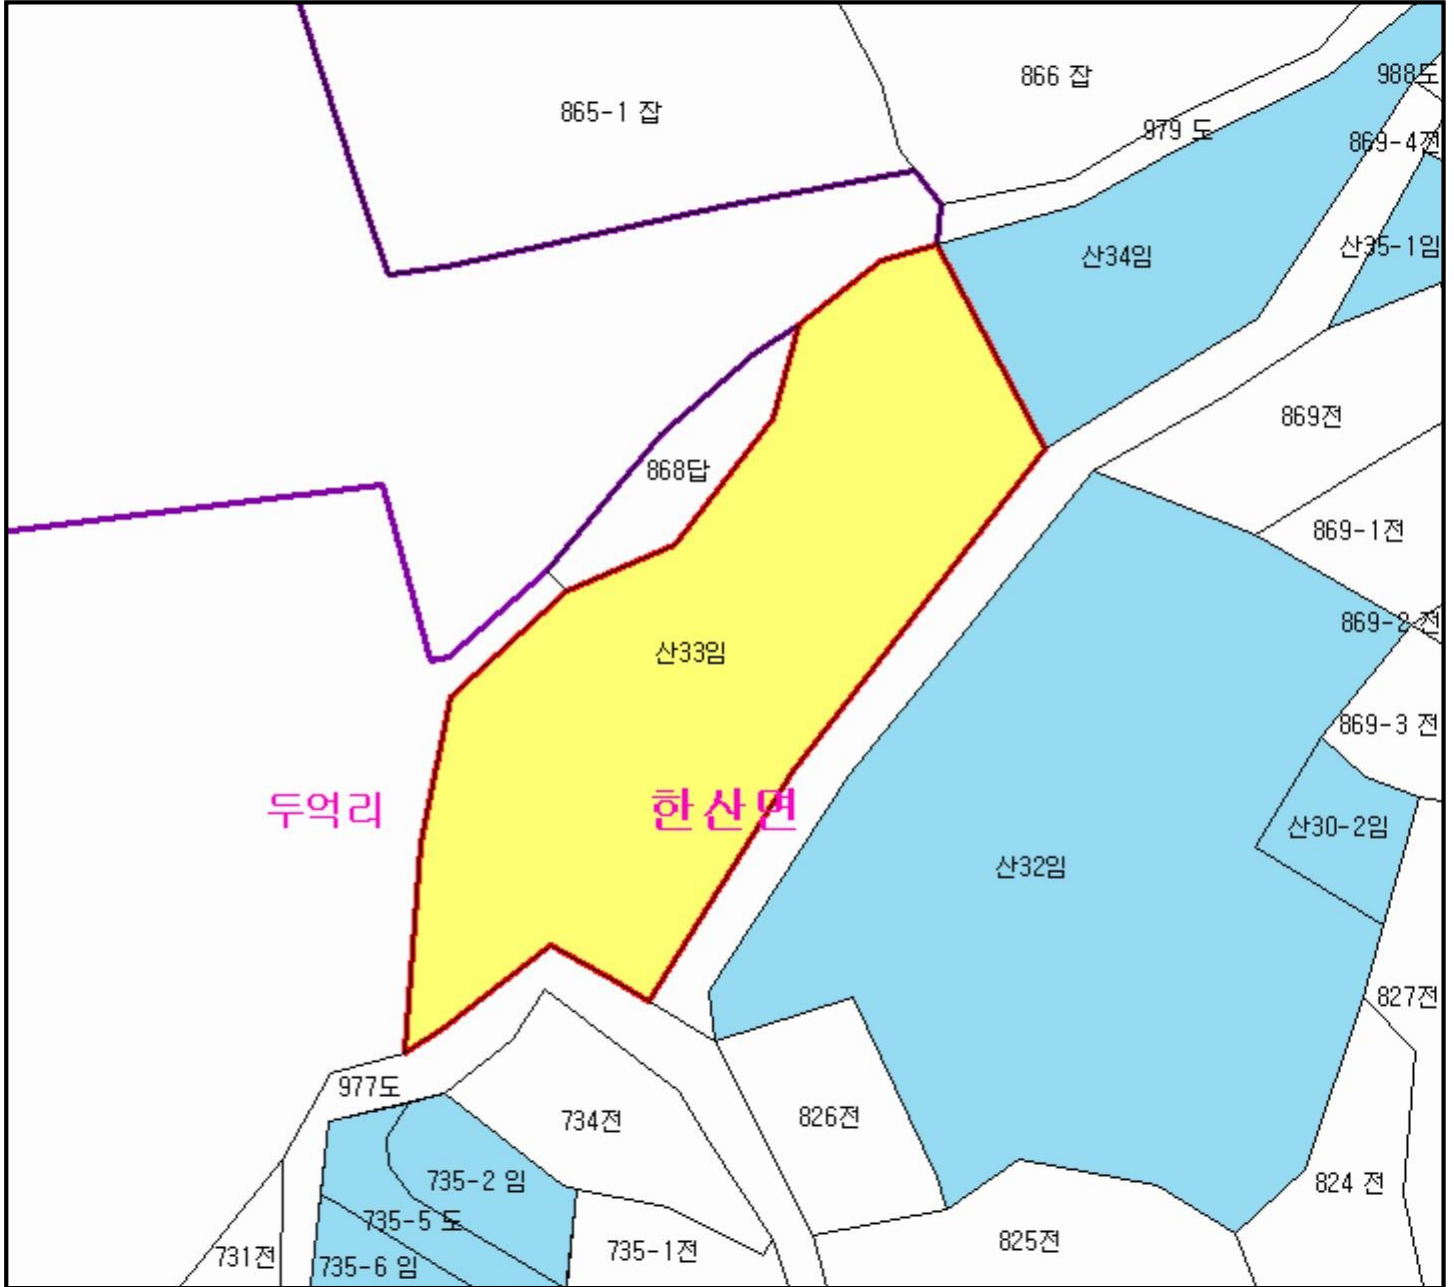 866 잡
988도
865-1 잡
979 도
869-4전
산34임
산35-1임
869전
868답
869-1전
869-2 전
산33임
869-3 전
두억리
한산면
산30-2임
산32임
827전
977도
734전
826전
735-2 임
824 전
735-5 도
825전
731전
735-6 임
735-1전